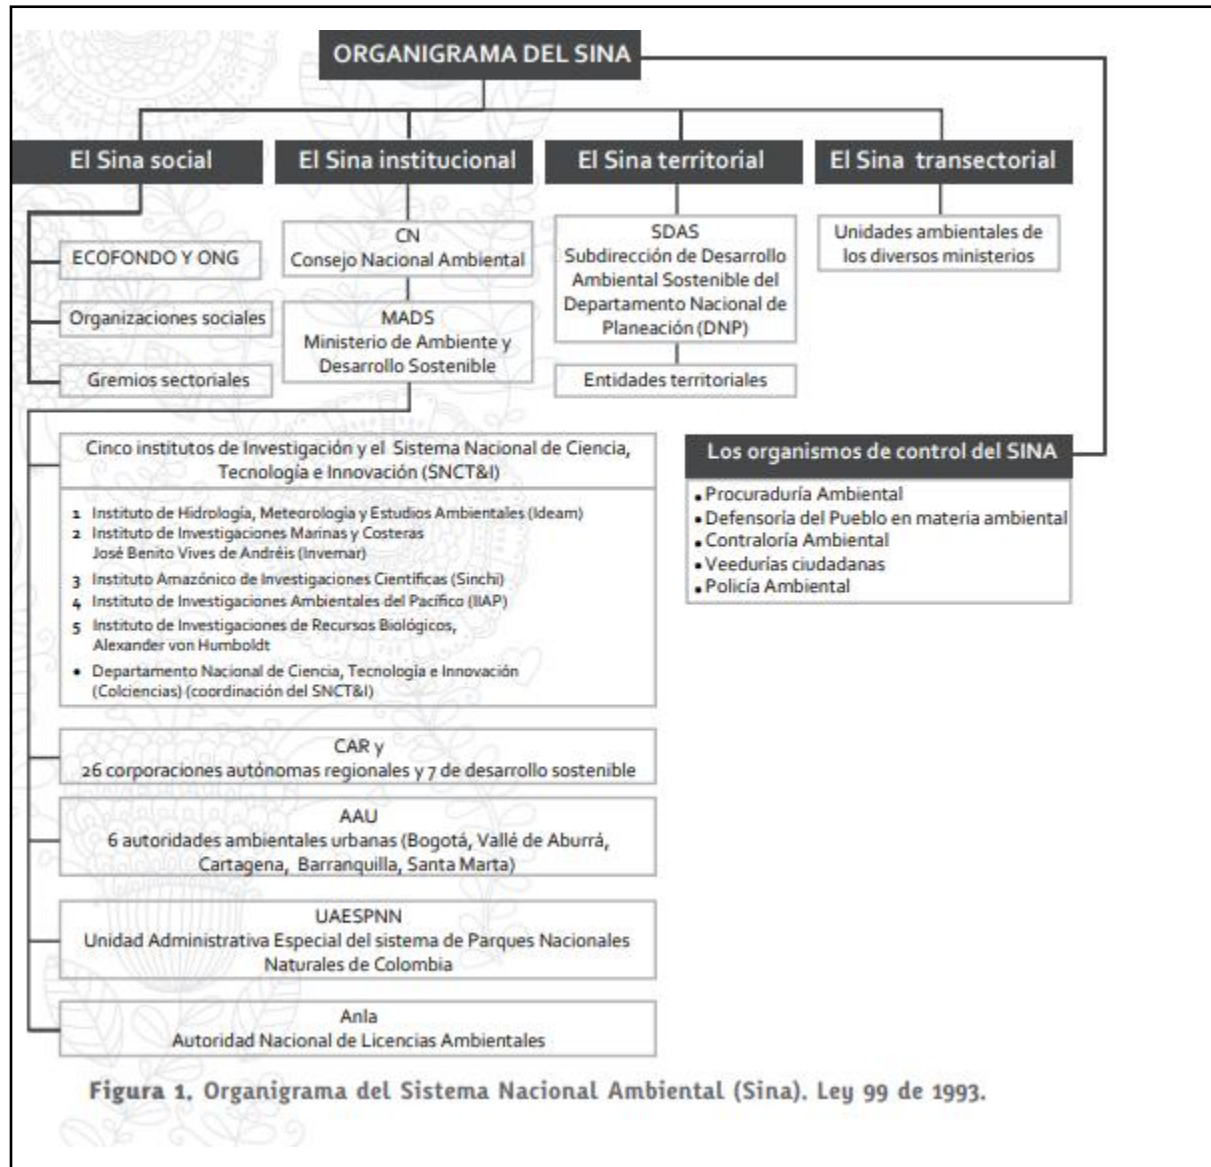 ORGANIGRAMA DEL SINA
El Sina social
ECOFONDO Y ONG
Organizaciones sociales
Gremios sectoriales
El Sina institucional
CN
Consejo Nacional Ambiental
MADS
Ministerio de Ambiente y
Desarrollo Sostenible
El Sina territorial
SDAS
Subdirección de Desarrollo
Ambiental Sostenible del
Departamento Nacional de
Planeación (DNP)
Entidades territoriales
El Sina transectorial
Unidades ambientales de
los diversos ministerios
Cinco institutos de Investigación y el Sistema Nacional de Ciencia,
Tecnología e Innovación (SNCT&I)
1 Instituto de Hidrología, Meteorología y Estudios Ambientales (Ideam)
2 Instituto de Investigaciones Marinas y Costeras
José Benito Vives de Andréis (Invemar)
3 Instituto Amazónico de Investigaciones Científicas (Sinchi)
4 Instituto de Investigaciones Ambientales del Pacífico (IIAP)
5 Instituto de Investigaciones de Recursos Biológicos,
Alexander von Humboldt
• Departamento Nacional de Ciencia, Tecnología e Innovación
(Colciencias) (coordinación del SNCT&I)
CAR y
26 corporaciones autónomas regionales y 7 de desarrollo sostenible
AAU
6 autoridades ambientales urbanas (Bogotá, Vallé de Aburrá,
Cartagena, Barranquilla, Santa Marta)
UAESPNN
Unidad Administrativa Especial del sistema de Parques Nacionales
Naturales de Colombia
Anla
Autoridad Nacional de Licencias Ambientales
Los organismos de control del SINA
• Procuraduría Ambiental
• Defensoría del Pueblo en materia ambiental
• Contraloría Ambiental
• Veedurías ciudadanas
• Policía Ambiental
Figura 1. Organigrama del Sistema Nacional Ambiental (Sina). Ley 99 de 1993.